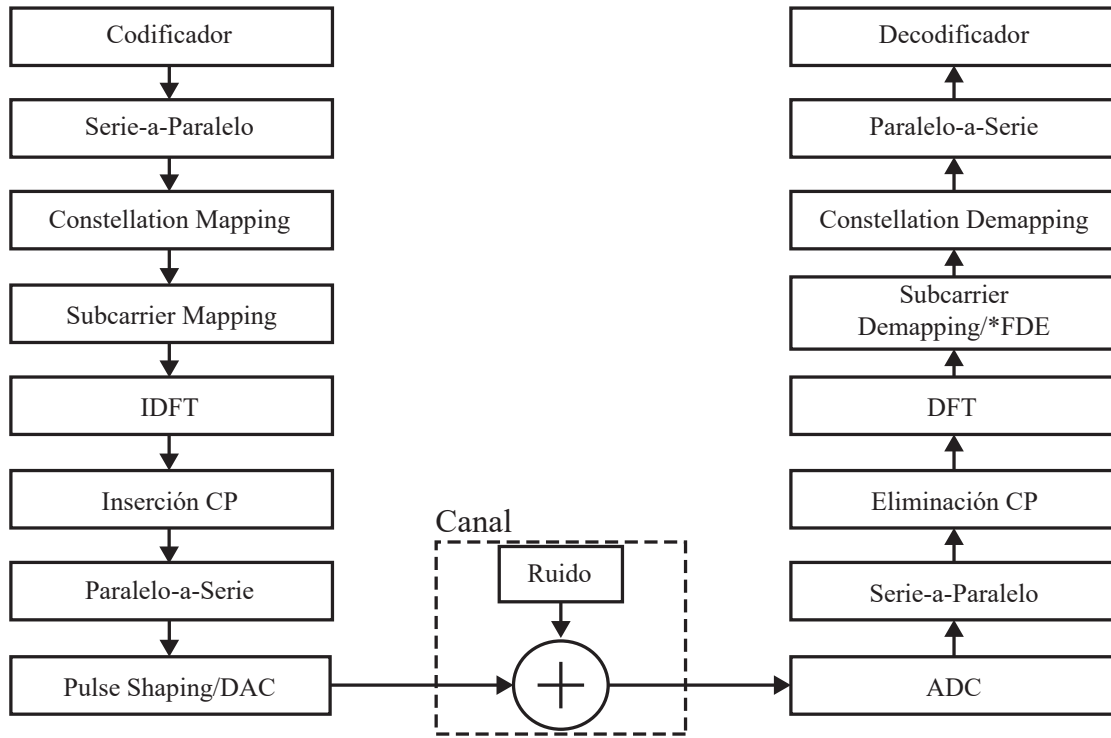 Codificador
Serie-a-Paralelo
Constellation Mapping
Subcarrier Mapping
IDFT
Inserción CP
Paralelo-a-Serie
Pulse Shaping/DAC
Canal
Ruido
Decodificador
Paralelo-a-Serie
Constellation Demapping
Subcarrier
Demapping/*FDE
DFT
Eliminación CP
Serie-a-Paralelo
ADC